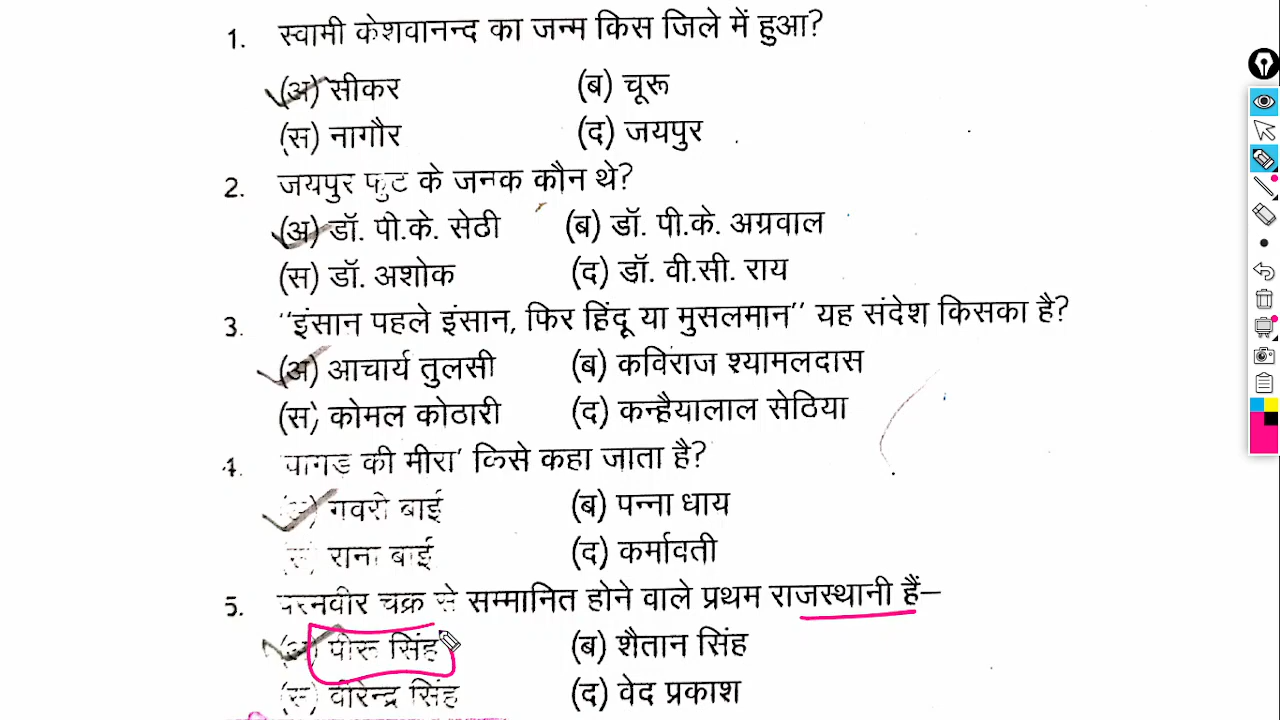 1. स्वामी केशवानन्द का जन्म किस जिले में हुआ?
(अ) सीकर (ब) चूरू
(स) नागौर (द) जयपुर
2. जयपुर फुट के जनक कौन थे?
(अ) डॉ. पी.के. सेठी (ब) डॉ. पी.के. अग्रवाल
(स) डॉ. अशोक (द) डॉ. वी.सी. राय
3. "इंसान पहले इंसान, फिर हिंदू या मुसलमान" यह संदेश किसका है?
(अ) आचार्य तुलसी (ब) कविराज श्यामलदास
(स) कोमल कोठारी (द) कन्हैयालाल सेठिया
4. वागड़ की मीरा' किसे कहा जाता है?
(अ) गवरी बाई (ब) पन्ना धाय
(स) राना बाई (द) कर्मावती
5. परमवीर चक्र से सम्मानित होने वाले प्रथम राजस्थानी हैं–
(अ) पीरू सिंह (ब) शैतान सिंह
(स) वीरेन्द्र सिंह (द) वेद प्रकाश